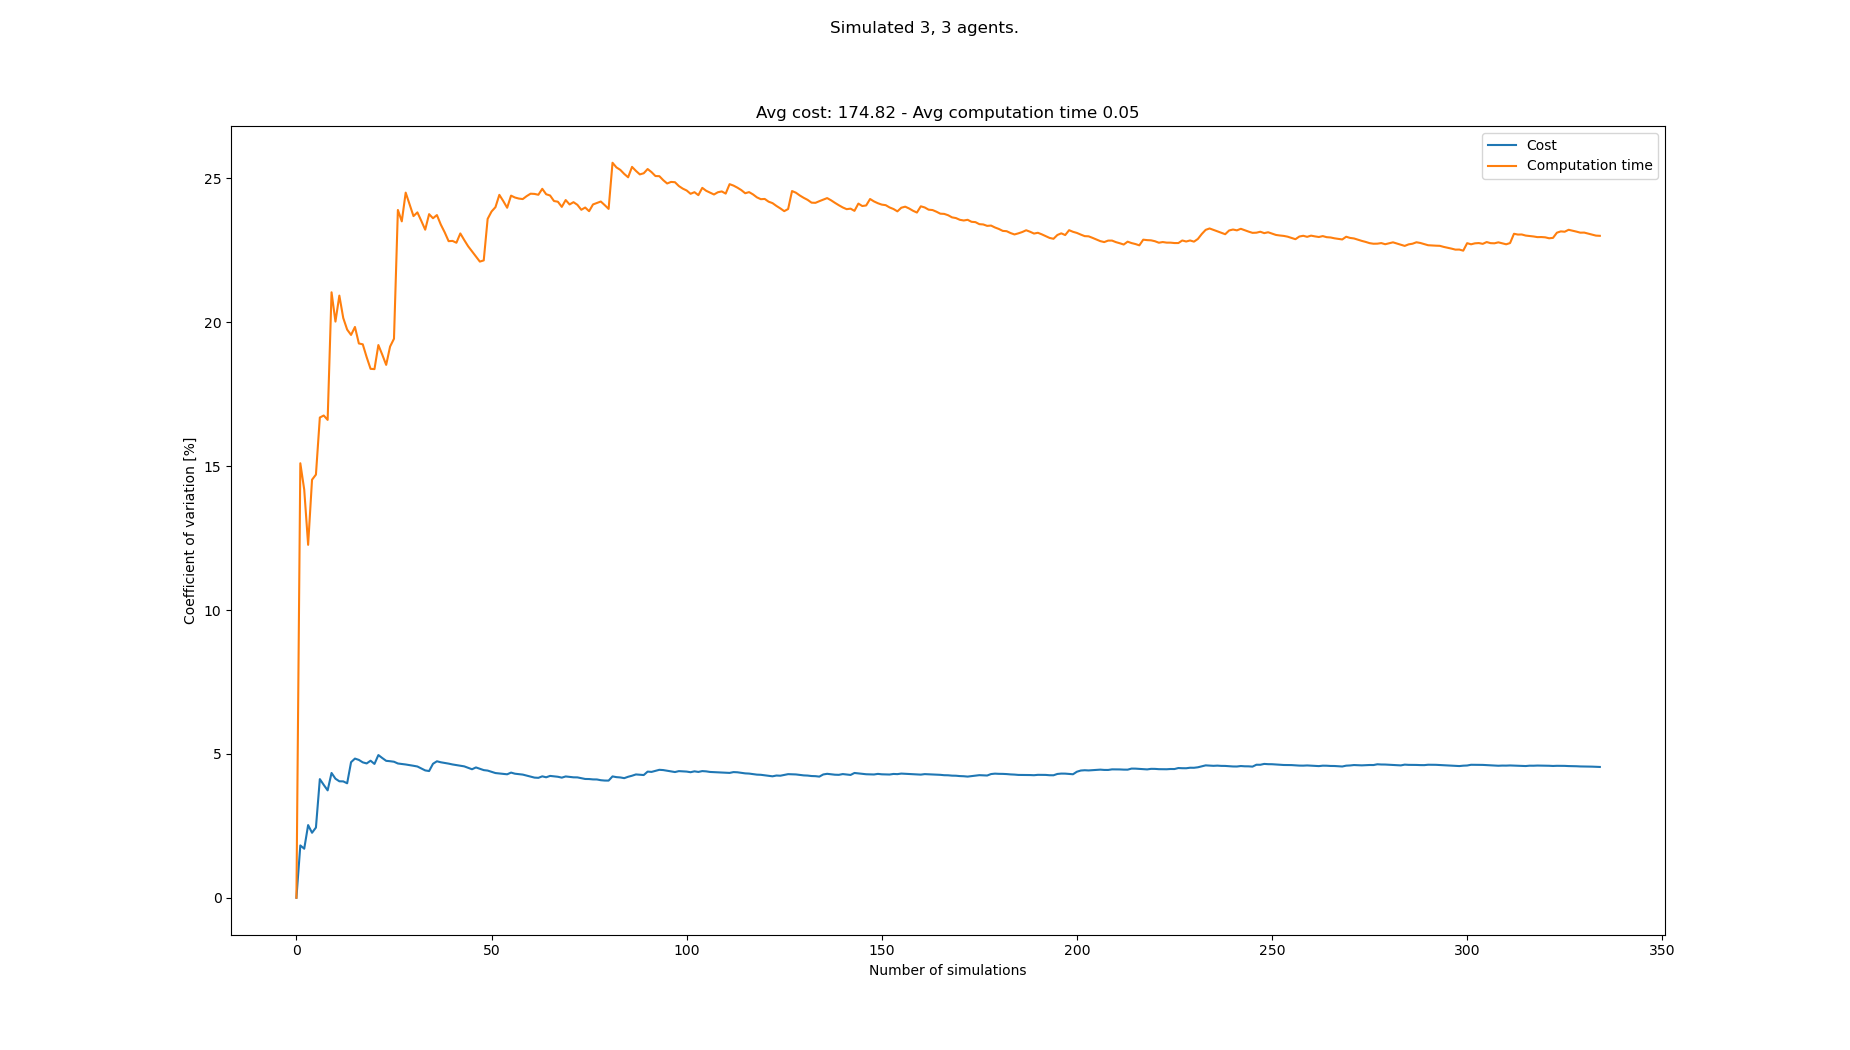 Simulated 3, 3 agents.
Avg cost: 174.82 - Avg computation time 0.05
Cost
Computation time
Coefficient of variation [%]
25
20
15
10
5
0
0 50 100 150 200 250 300 350
Number of simulations